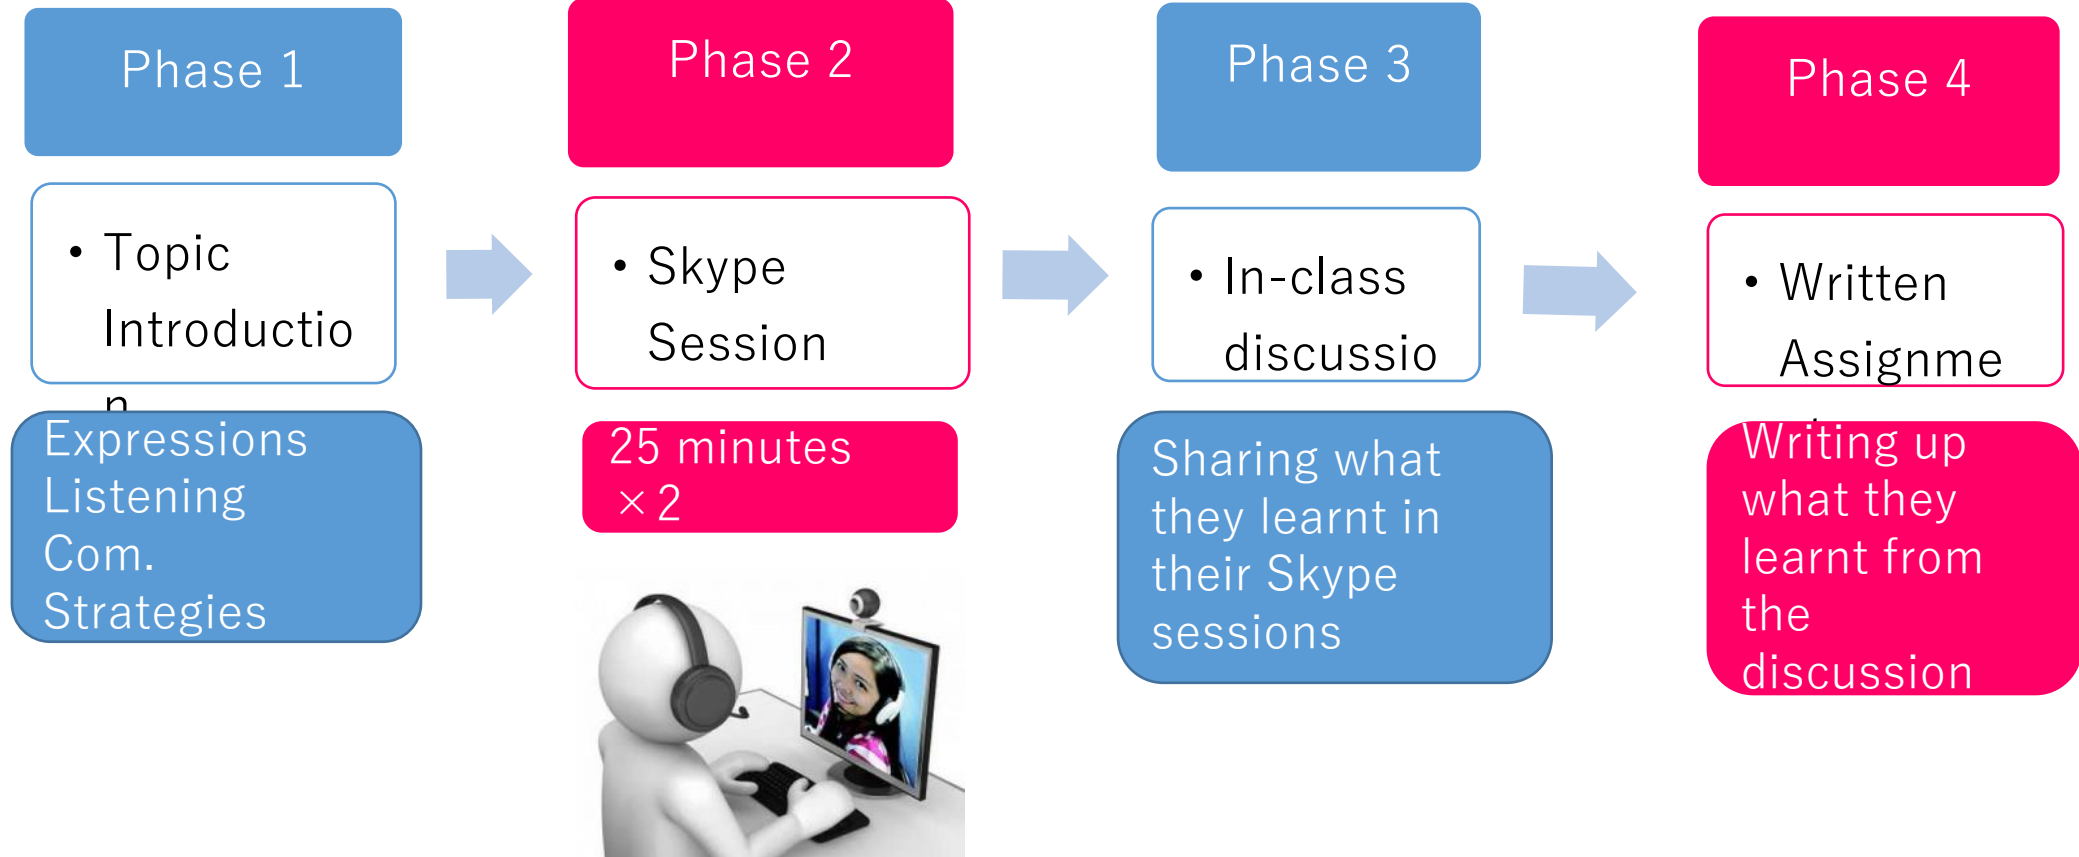 Phase 1
• Topic
Introductio
n
Expressions
Listening
Com.
Strategies
Phase 2
• Skype
Session
25 minutes
×2
Phase 3
• In-class
discussio
Sharing what
they learnt in
their Skype
sessions
Phase 4
• Written
Assignme
Writing up
what they
learnt from
the
discussion